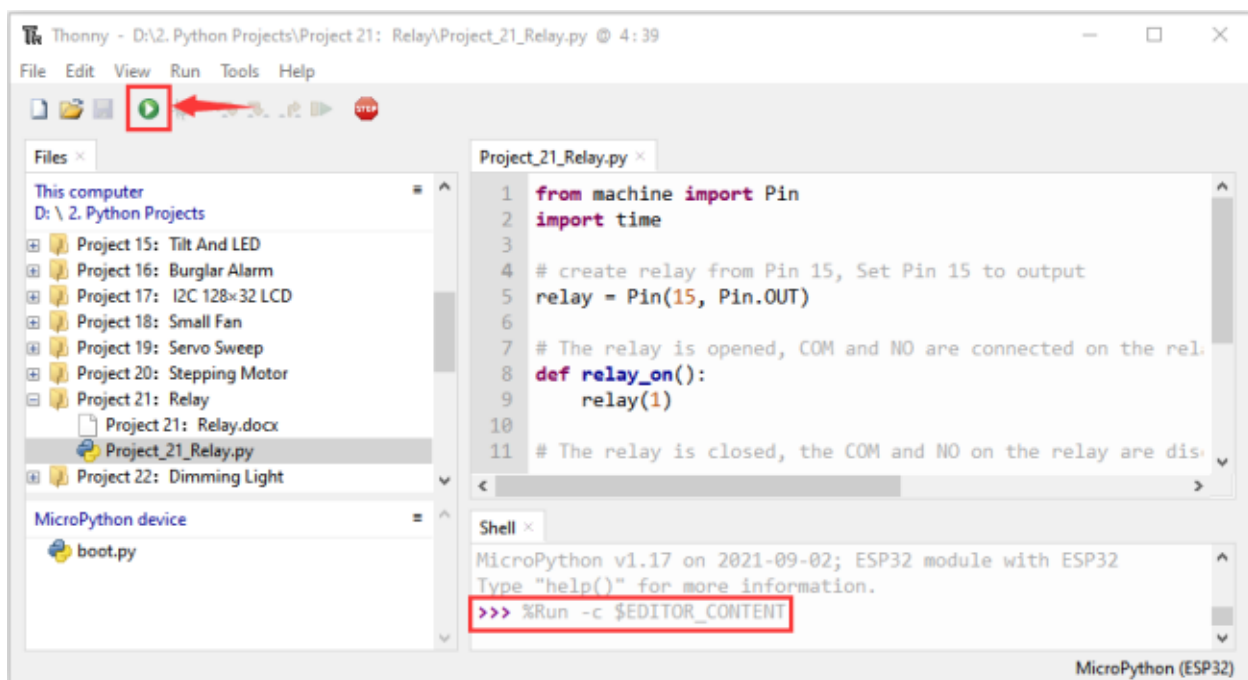 Thonny - D:\2. Python Projects\Project 21: Relay\Project_21_Relay.py @ 4:39
File Edit View Run Tools Help
STOP
Files ×
This computer
D: \ 2. Python Projects
Project 15: Tilt And LED
Project 16: Burglar Alarm
Project 17: I2C 128×32 LCD
Project 18: Small Fan
Project 19: Servo Sweep
Project 20: Stepping Motor
Project 21: Relay
Project 21: Relay.docx
Project_21_Relay.py
Project 22: Dimming Light
MicroPython device
boot.py
Project_21_Relay.py ×
1 from machine import Pin
2 import time
3
4 # create relay from Pin 15, Set Pin 15 to output
5 relay = Pin(15, Pin.OUT)
6
7 # The relay is opened, COM and NO are connected on the rel
8 def relay_on():
9 relay(1)
10
11 # The relay is closed, the COM and NO on the relay are dis
Shell ×
MicroPython v1.17 on 2021-09-02; ESP32 module with ESP32
Type "help()" for more information.
>>> %Run -c $EDITOR_CONTENT
MicroPython (ESP32)